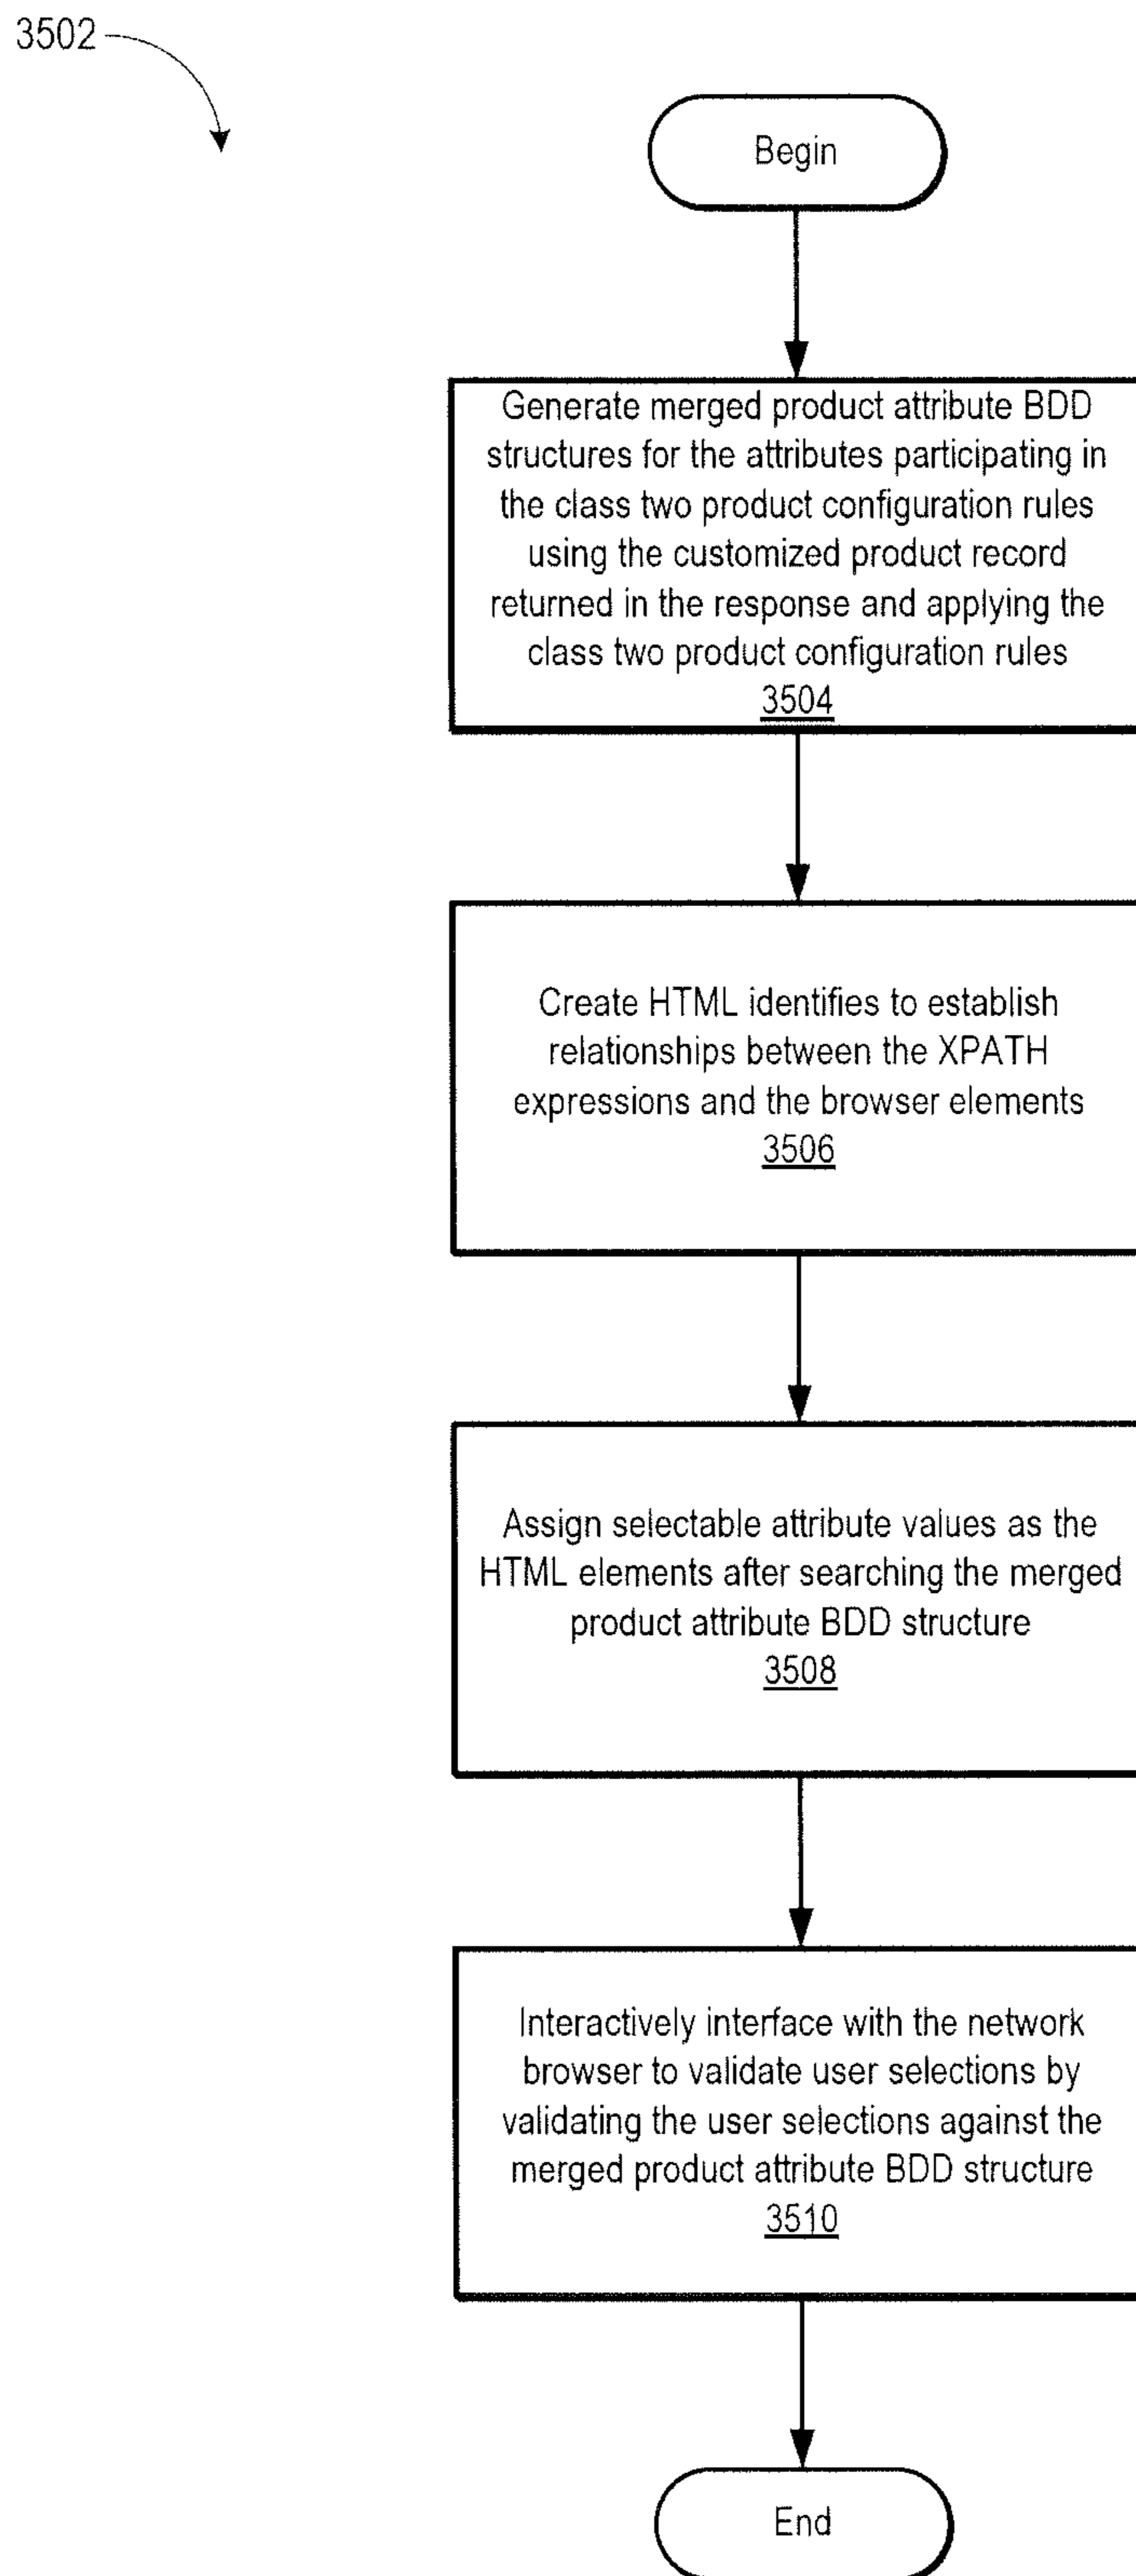 3502
Begin
Generate merged product attribute BDD
structures for the attributes participating in
the class two product configuration rules
using the customized product record
returned in the response and applying the
class two product configuration rules
3504
Create HTML identifies to establish
relationships between the XPATH
expressions and the browser elements
3506
Assign selectable attribute values as the
HTML elements after searching the merged
product attribute BDD structure
3508
Interactively interface with the network
browser to validate user selections by
validating the user selections against the
merged product attribute BDD structure
3510
End